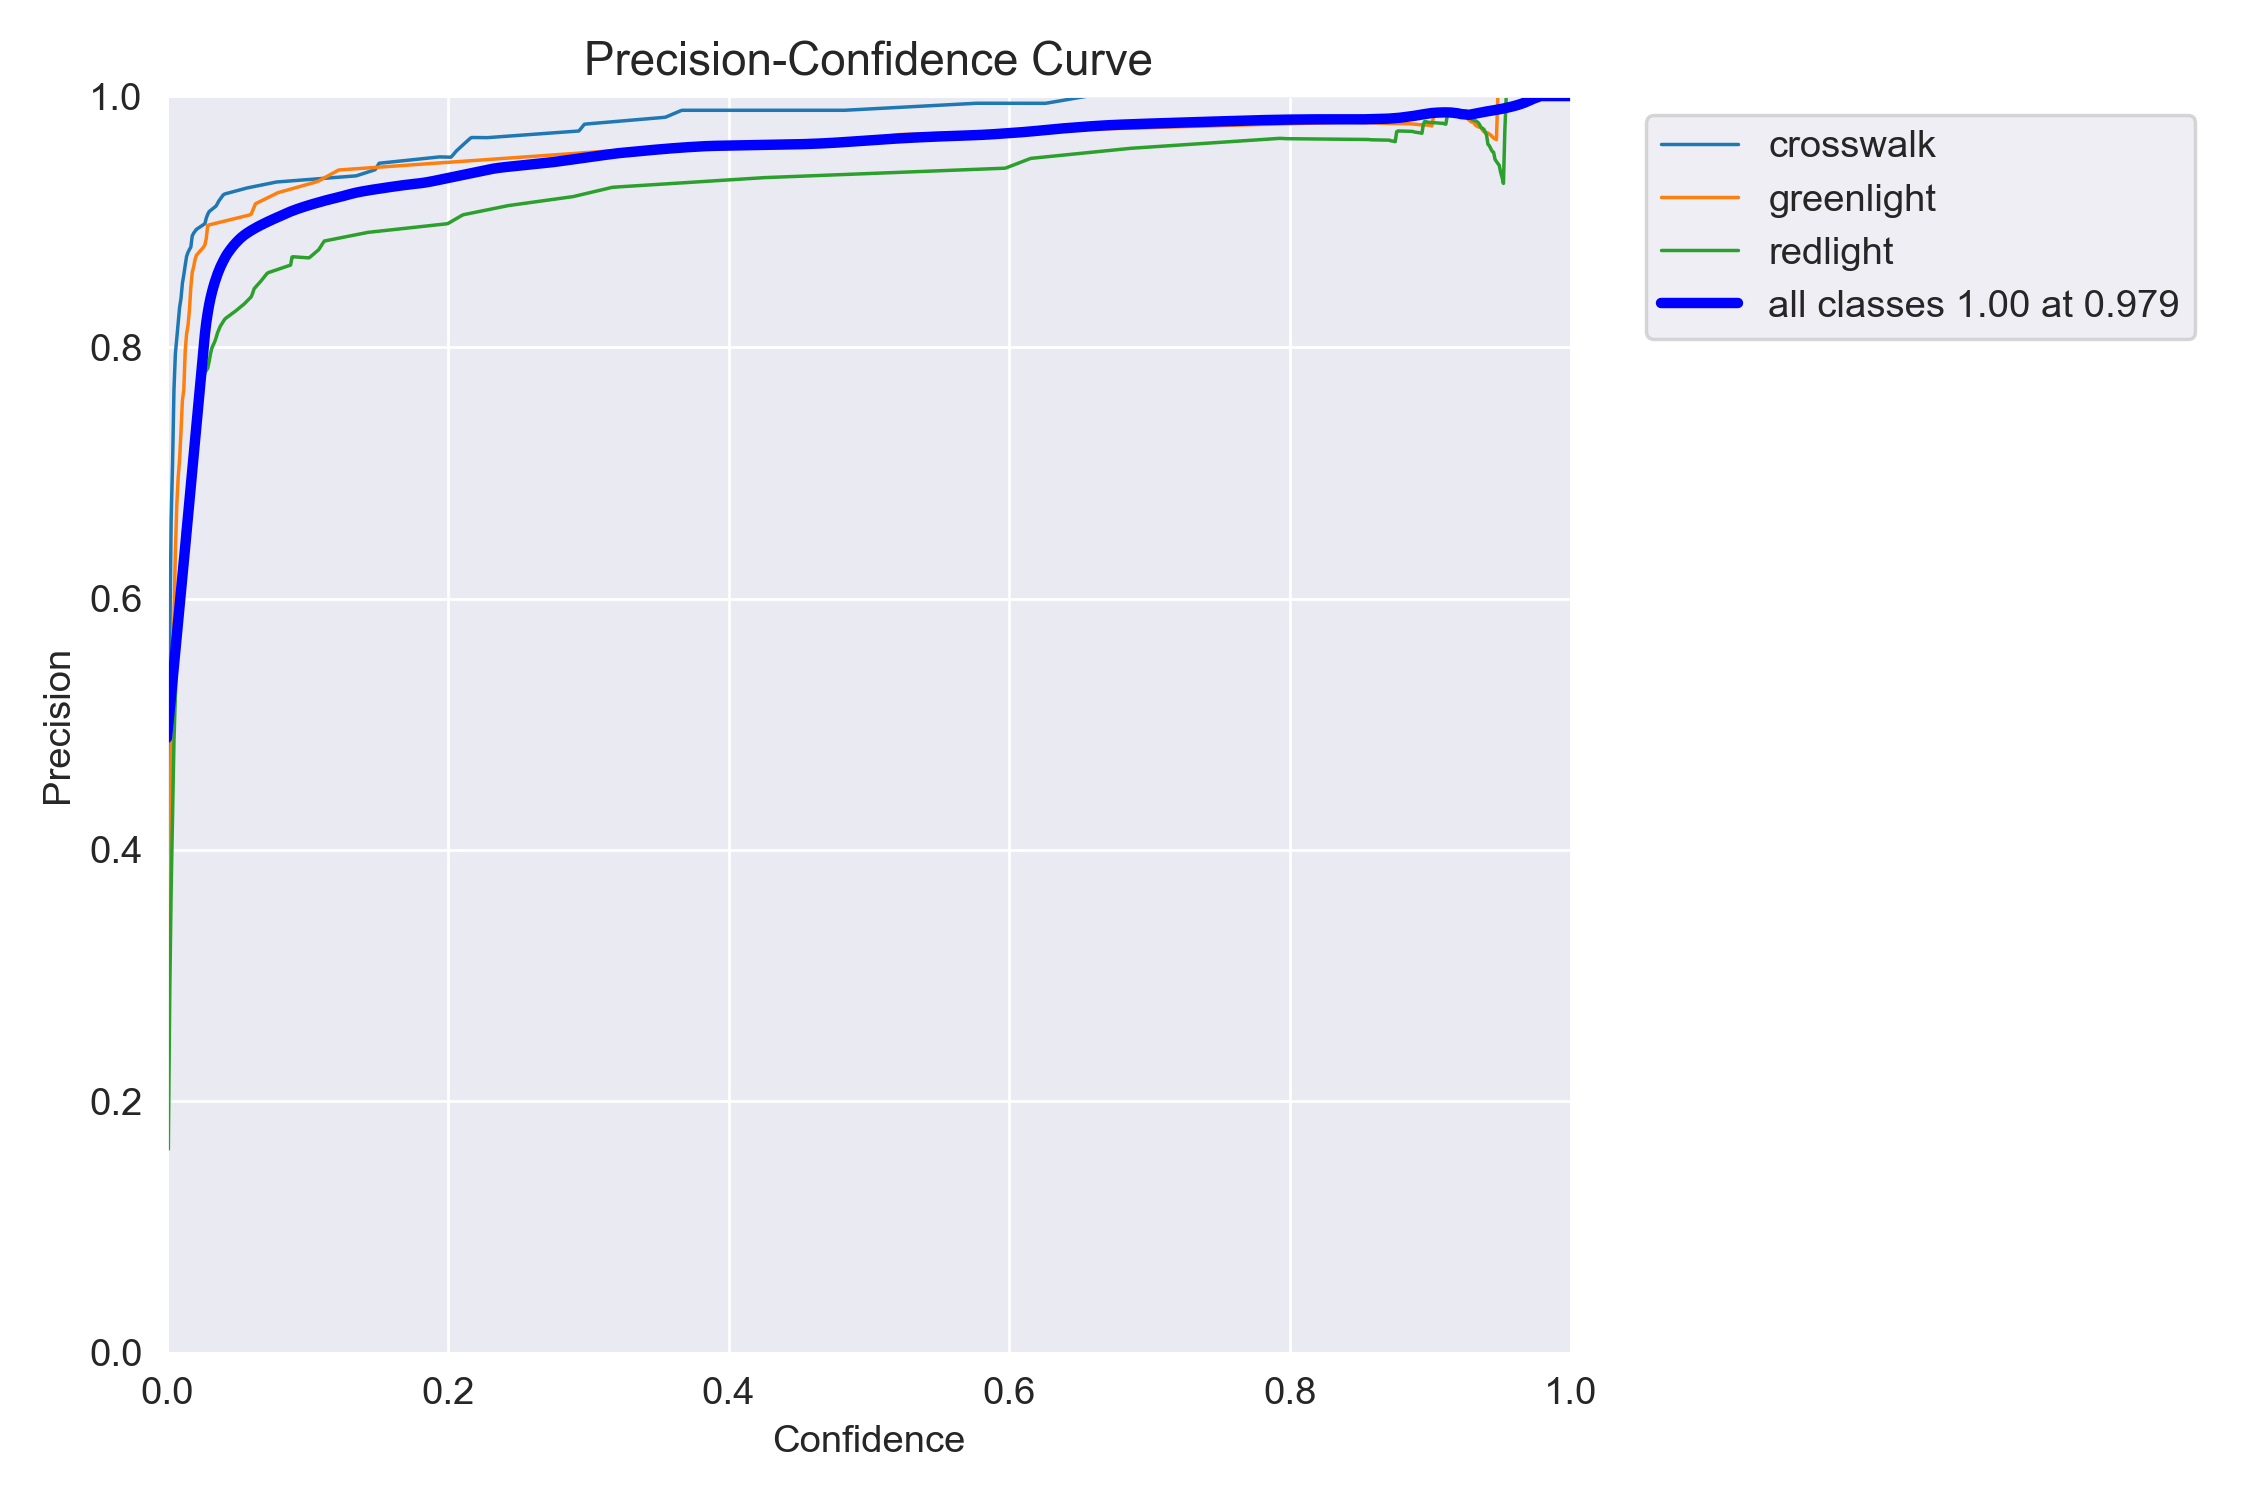 Precision-Confidence Curve
1.0
0.8
0.6
0.4
0.2
0.0
Precision
0.0 0.2 0.4 0.6 0.8 1.0
Confidence
crosswalk
greenlight
redlight
all classes 1.00 at 0.979